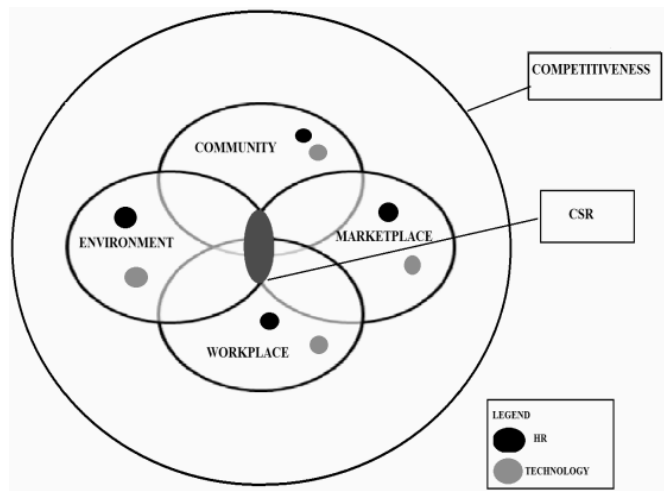 COMPETITIVENESS
COMMUNITY
CSR
ENVIRONMENT
MARKETPLACE
WORKPLACE
LEGEND
HR
TECHNOLOGY